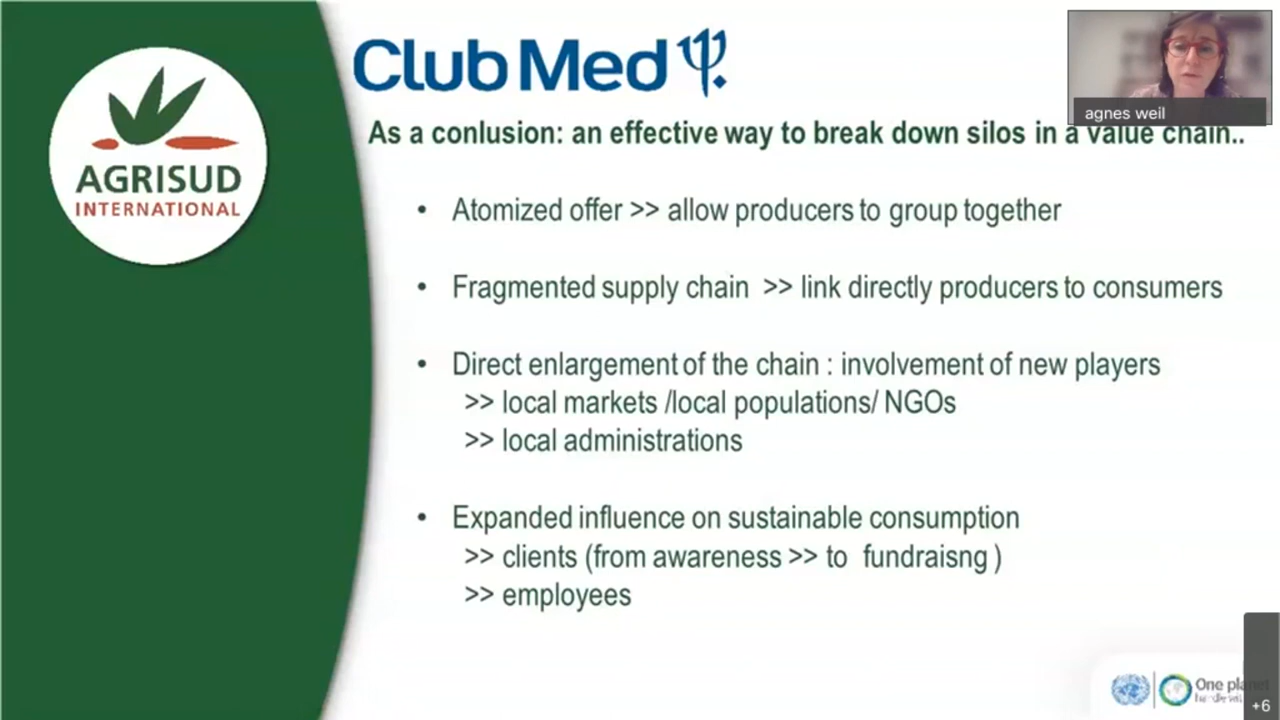 Club Med
agnes weil
As a conlusion: an effective way to break down silos in a value chain..
AGRISUD
INTERNATIONAL
• Atomized offer >> allow producers to group together
• Fragmented supply chain >> link directly producers to consumers
• Direct enlargement of the chain : involvement of new players
>> local markets /local populations/ NGOs
>> local administrations
• Expanded influence on sustainable consumption
>> clients (from awareness >> to fundraisng )
>> employees
One planet
+6